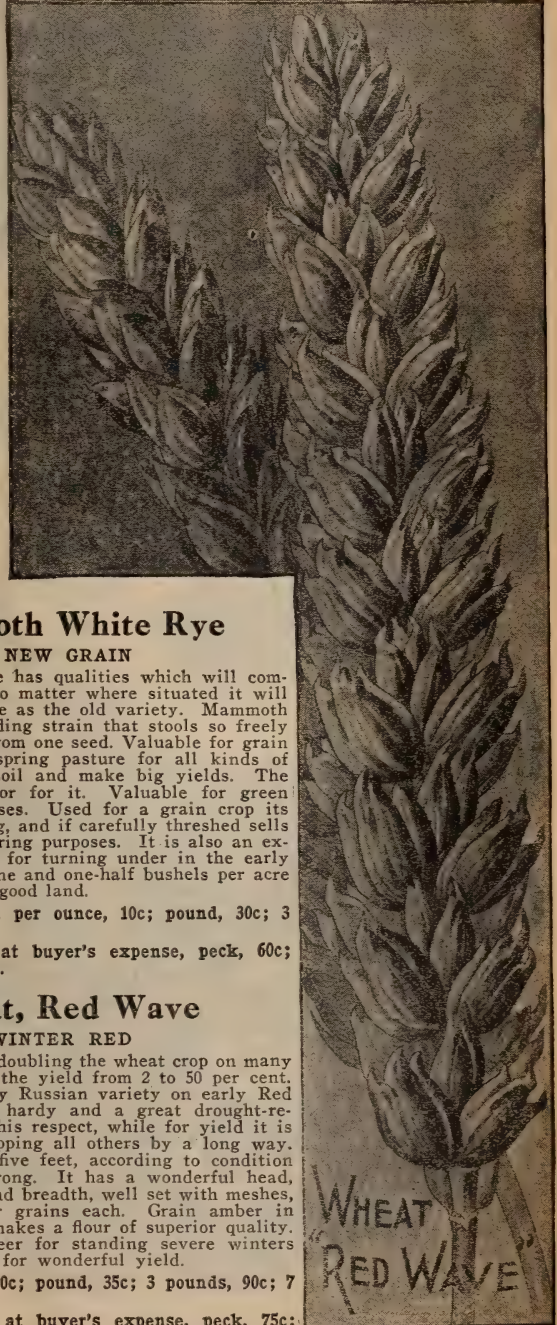 oth White Rye
NEW GRAIN
e has qualities which will com-
o matter where situated it will
e as the old variety. Mammoth
ding strain that stools so freely
rom one seed. Valuable for grain
spring pasture for all kinds of
soil and make big yields. The
or for it. Valuable for green
ses. Used for a grain crop its
g, and if carefully threshed sells
ring purposes. It is also an ex-
for turning under in the early
ne and one-half bushels per acre
good land.
per ounce, 10c; pound, 30c; 3
at buyer's expense, peck, 60c;
t, Red Wave
WINTER RED
doubling the wheat crop on many
the yield from 2 to 50 per cent.
y Russian variety on early Red
hardy and a great drought-re-
his respect, while for yield it is
pping all others by a long way.
five feet, according to condition
rong. It has a wonderful head,
nd breadth, well set with meshes,
r grains each. Grain amber in
makes a flour of superior quality.
eer for standing severe winters
for wonderful yield.
0c; pound, 35c; 3 pounds, 90c; 7
at buyer's expense, peck, 75c;
WHEAT
"RED WAVE"